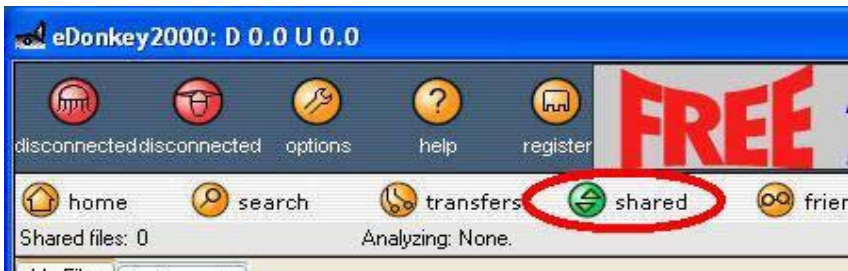 eDonkey2000: D 0.0 U 0.0
disconnected disconnected options help register FREE
home search transfers shared frier
Shared files: 0 Analyzing: None.